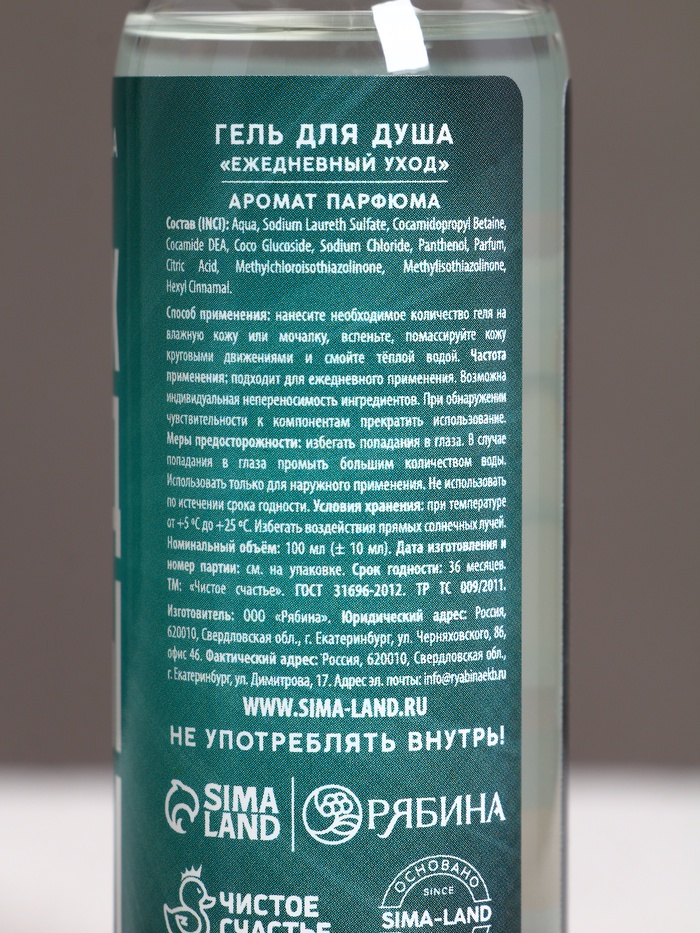 ГЕЛЬ ДЛЯ ДУША
«ЕЖЕДНЕВНЫЙ УХОД»
АРОМАТ ПАРФЮМА
Состав (INCI): Aqua, Sodium Laureth Sulfate, Cocamidopropyl Betaine,
Cocamide DEA, Coco Glucoside, Sodium Chloride, Panthenol, Parfum,
Citric Acid, Methylchloroisothiazolinone, Methylisothiazolinone,
Hexyl Cinnamal.
Способ применения: нанесите необходимое количество геля на
влажную кожу или мочалку, вспеньте, помассируйте кожу
круговыми движениями и смойте тёплой водой. Частота
применения: подходит для ежедневного применения. Возможна
индивидуальная непереносимость ингредиентов. При обнаружении
чувствительности к компонентам прекратить использование.
Меры предосторожности: избегать попадания в глаза. В случае
попадания в глаза промыть большим количеством воды.
Использовать только для наружного применения. Не использовать
по истечении срока годности. Условия хранения: при температуре
от +5 ºС до +25 ºС. Избегать воздействия прямых солнечных лучей.
Номинальный объём: 100 мл (± 10 мл). Дата изготовления и
номер партии: см. на упаковке. Срок годности: 36 месяцев.
ТМ: «Чистое счастье». ГОСТ 31696-2012. ТР ТС 009/2011.
Изготовитель: ООО «Рябина». Юридический адрес: Россия,
620010, Свердловская обл., г. Екатеринбург, ул. Черняховского, 86,
офис 46. Фактический адрес: Россия, 620010, Свердловская обл.,
г. Екатеринбург, ул. Димитрова, 17. Адрес эл. почты: info@ryabinaekb.ru
WWW.SIMA-LAND.RU
НЕ УПОТРЕБЛЯТЬ ВНУТРЬ!
SIMA
LAND
РЯБИНА
ЧИСТОЕ
СЧАСТЬЕ
ОСНОВАНО
SINCE
SIMA-LAND